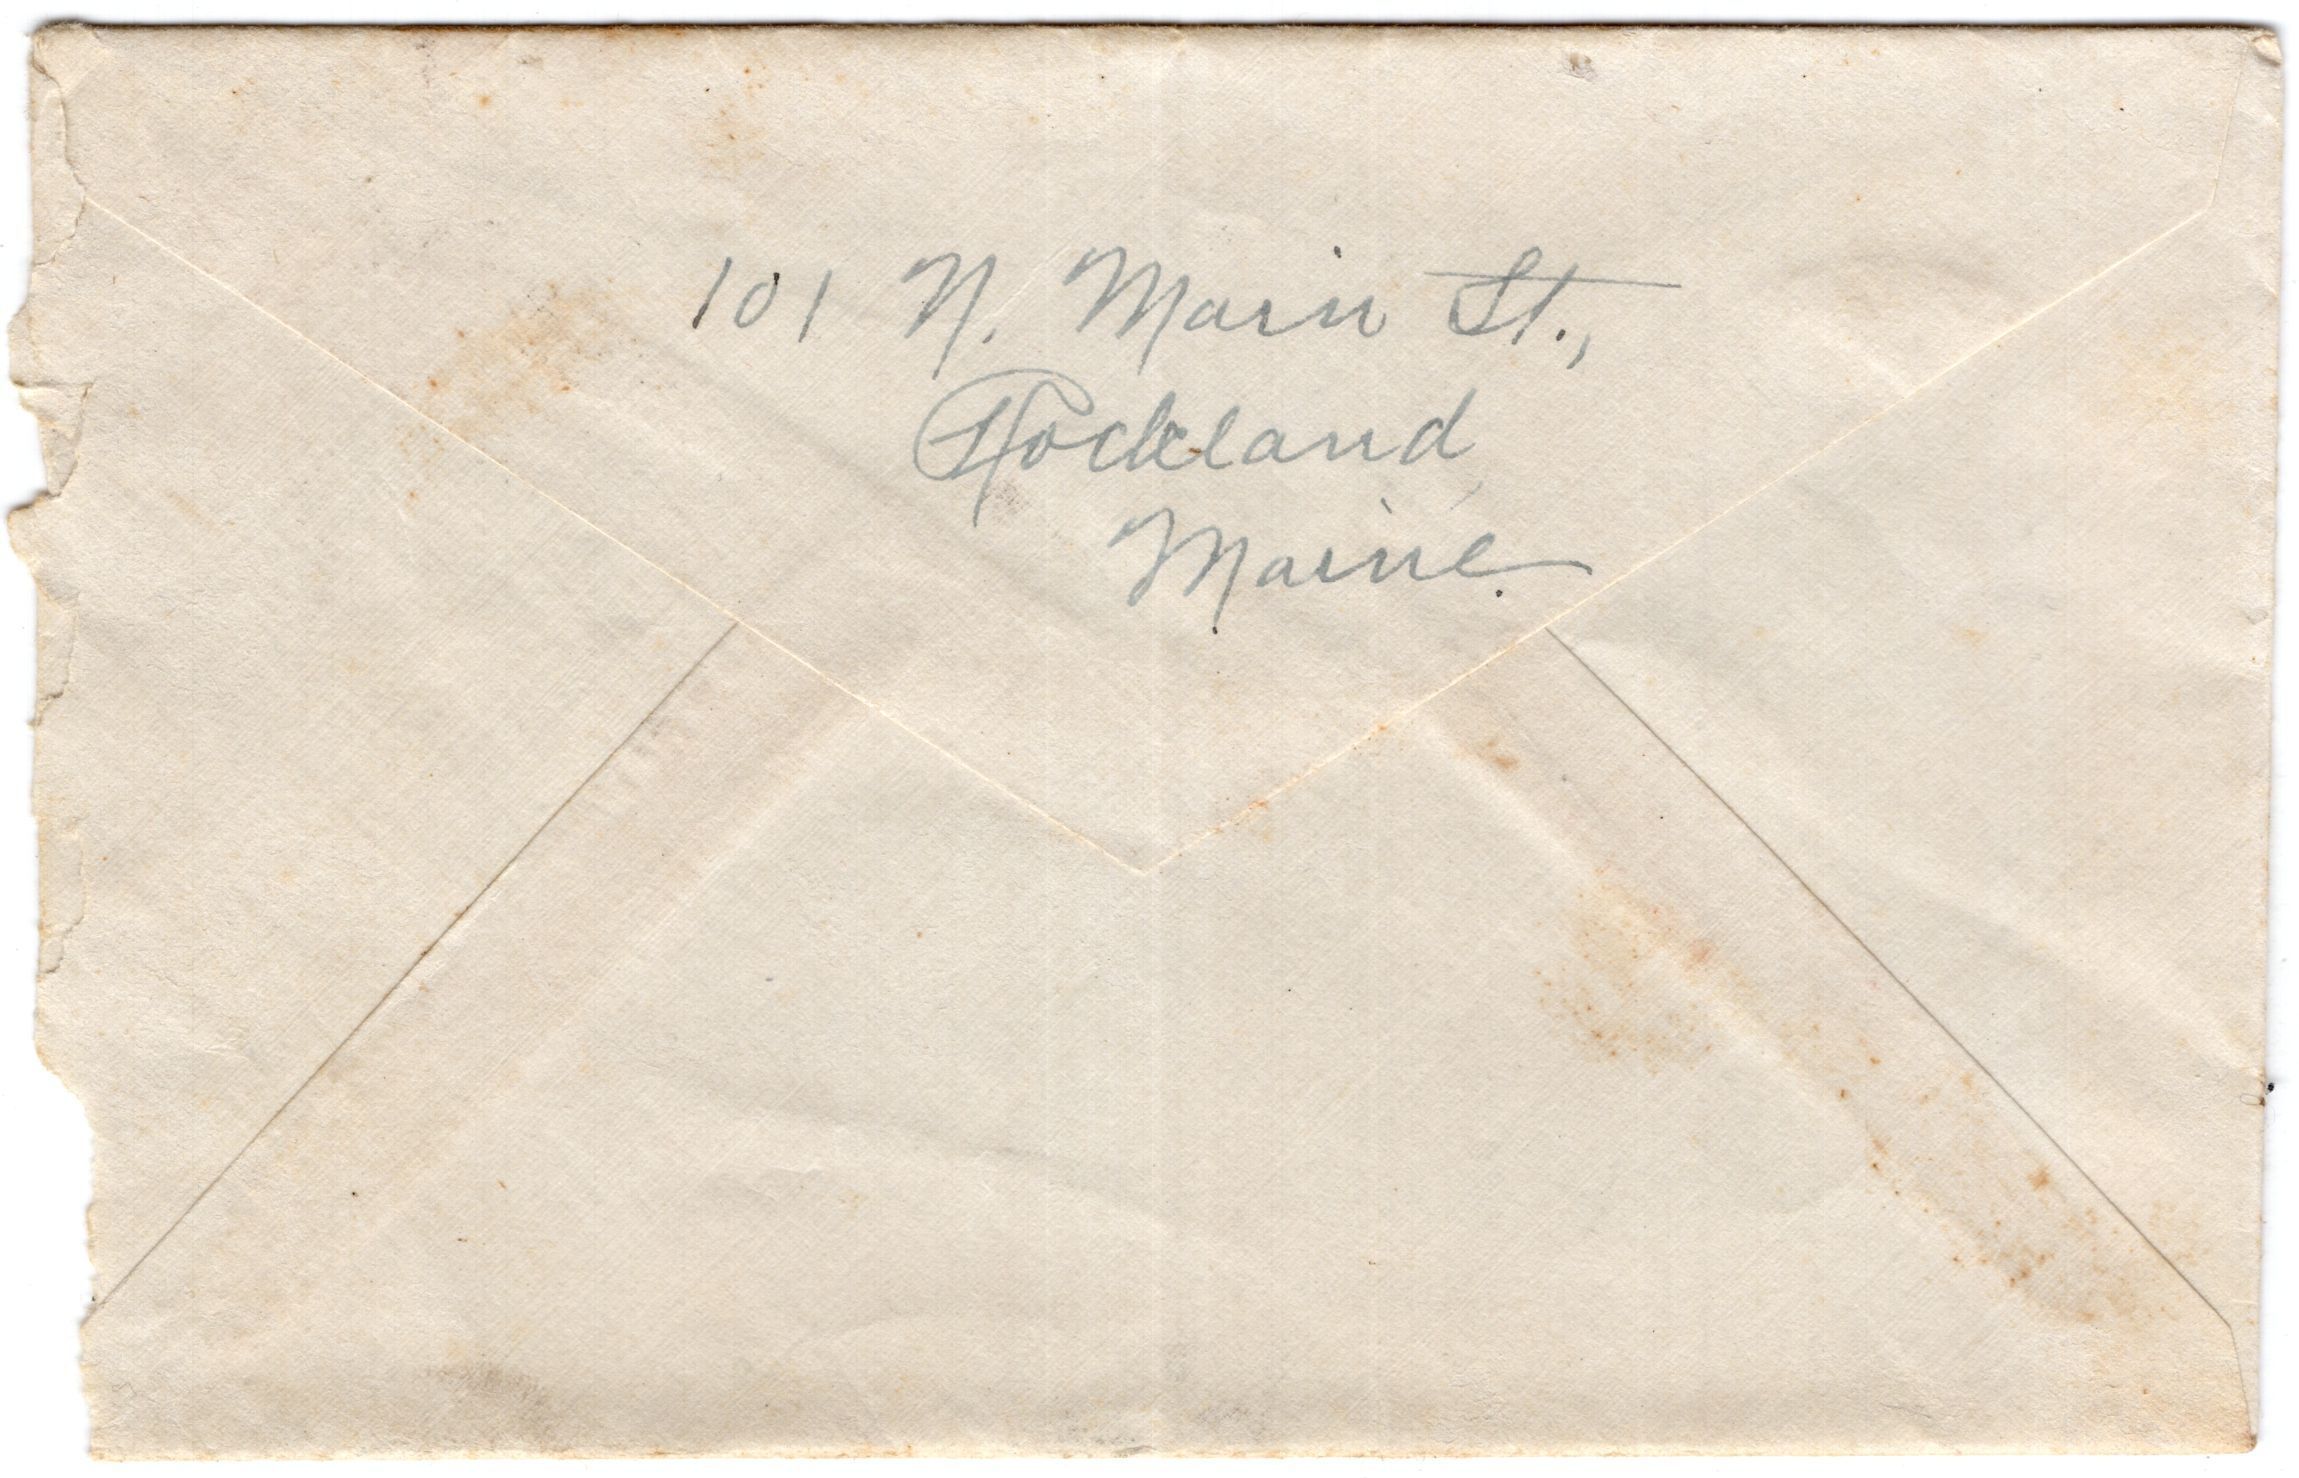 101 N. Main St.,
Rockland,
Maine.